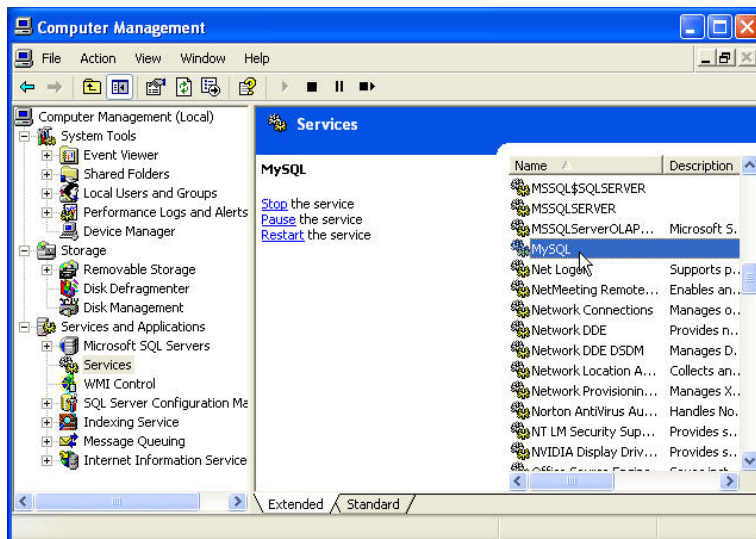 Computer Management
File Action View Window Help
Computer Management (Local)
System Tools
Event Viewer
Shared Folders
Local Users and Groups
Performance Logs and Alerts
Device Manager
Storage
Removable Storage
Disk Defragmenter
Disk Management
Services and Applications
Microsoft SQL Servers
Services
WMI Control
SQL Server Configuration Ma
Indexing Service
Message Queuing
Internet Information Service
Services
MySQL
Stop the service
Pause the service
Restart the service
Name Description
MSSQL$SQLSERVER
MSSQLSERVER
MSSQLServerOLAP... Microsoft S.
MySQL
Net Logon Supports p..
NetMeeting Remote... Enables an..
Network Connections Manages o..
Network DDE Provides n..
Network DDE DSDM Manages D.
Network Location A... Collects an..
Network Provisionin... Manages X..
Norton AntiVirus Au... Handles No.
NT LM Security Sup... Provides s..
NVIDIA Display Driv... Provides s..
Extended Standard